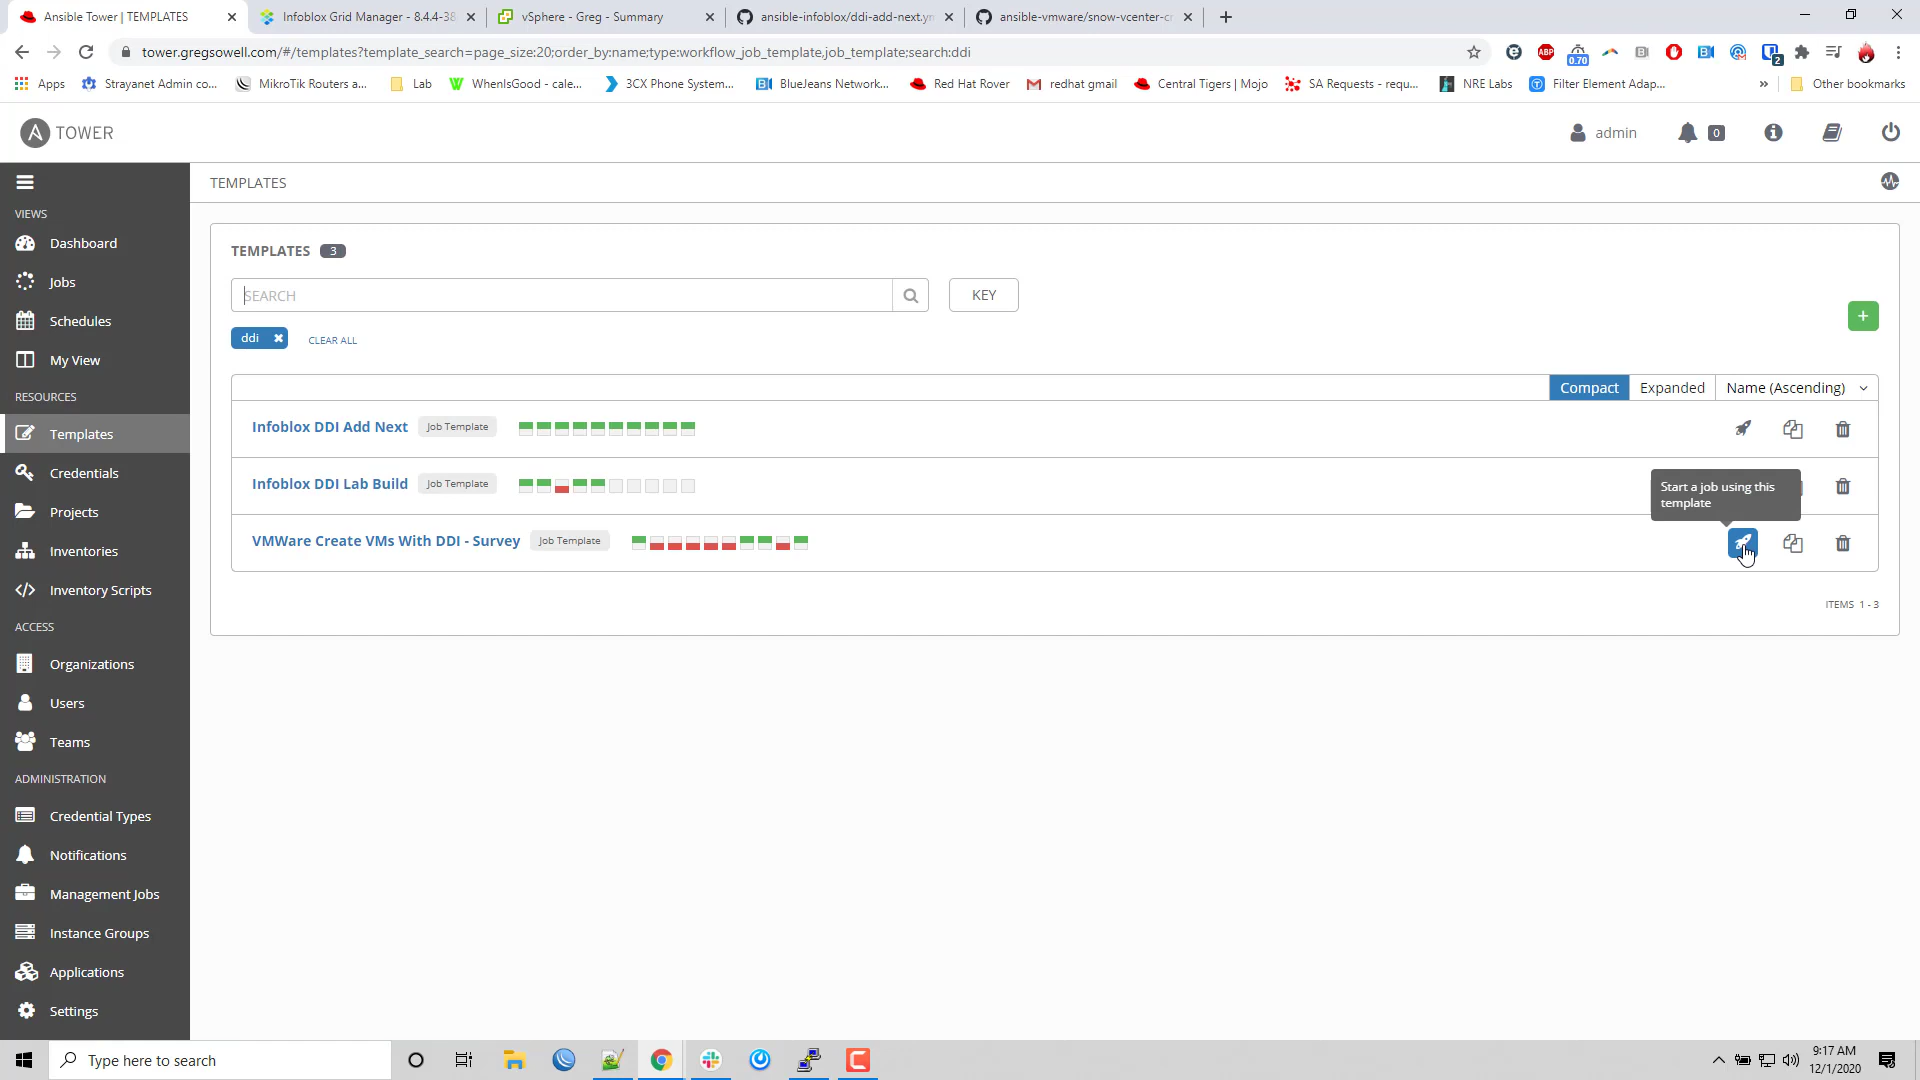 Ansible Tower | TEMPLATES
Infoblox Grid Manager - 8.4.4-38
vSphere - Greg - Summary
ansible-infoblox/ddi-add-next.ym
ansible-vmware/snow-vcenter-cr
tower.gregsowell.com/#/templates?template_search=page_size:20;order_by:name;type:workflow_job_template,job_template;search:ddi
ABP
0.70
2
Apps
Strayanet Admin co...
MikroTik Routers a...
Lab
WhenIsGood - cale...
3CX Phone System...
BlueJeans Network...
Red Hat Rover
redhat gmail
Central Tigers | Mojo
SA Requests - requ...
NRE Labs
Filter Element Adap...
»
Other bookmarks
A TOWER
admin
0
VIEWS
Dashboard
Jobs
Schedules
My View
RESOURCES
Templates
Credentials
Projects
Inventories
Inventory Scripts
ACCESS
Organizations
Users
Teams
ADMINISTRATION
Credential Types
Notifications
Management Jobs
Instance Groups
Applications
Settings
TEMPLATES
TEMPLATES 3
SEARCH
KEY
ddi
CLEAR ALL
Compact
Expanded
Name (Ascending)
Infoblox DDI Add Next
Job Template
Infoblox DDI Lab Build
Job Template
Start a job using this
template
VMWare Create VMs With DDI - Survey
Job Template
ITEMS 1 - 3
Type here to search
9:17 AM
12/1/2020